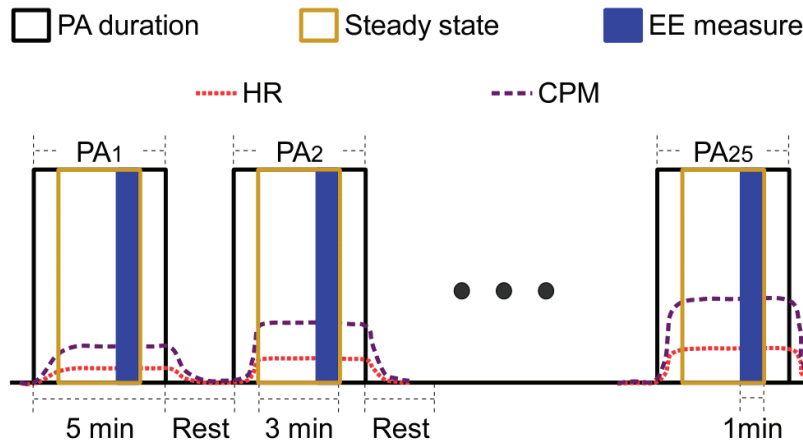 PA duration Steady state EE measure
HR CPM
PA1 PA2 PA25
5 min Rest 3 min Rest 1min